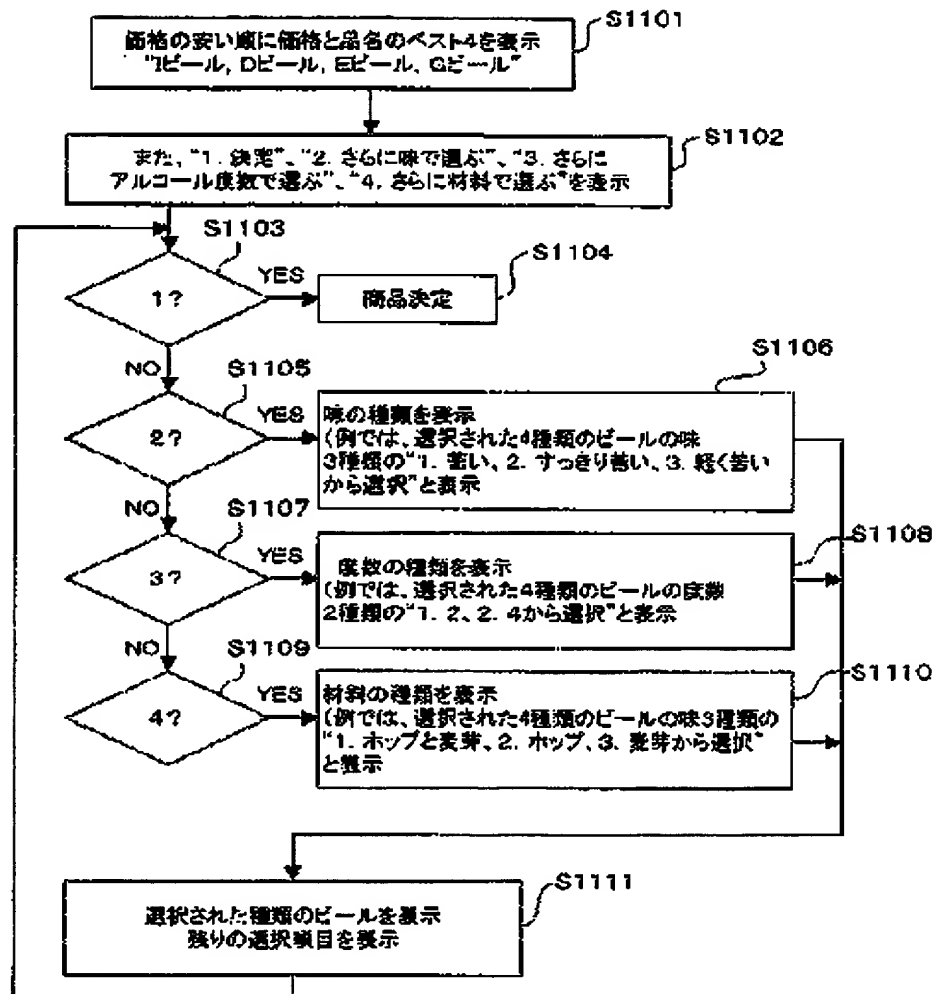 S1101
価格の安い順に価格と品名のベスト4を表示
"Iビール, Dビール, Eビール、Gビール"
S1102
また、"1. 決定"、"2. さらに味で選ぶ"、"3. さらに
アルコール度数で選ぶ"、"4. さらに材料で選ぶ"を表示
S1103
1?
YES
S1104
商品決定
NO
S1105
2?
YES
S1106
味の種類を表示
(例では、選択された4種類のビールの味
3種類の"1. 苦い、2. すっきり苦い、3. 軽く苦い
から選択"と表示
NO
S1107
3?
YES
S1108
度数の種類を表示
(例では、選択された4種類のビールの度数
2種類の"1. 2、2. 4から選択"と表示
NO
S1109
4?
YES
S1110
材料の種類を表示
(例では、選択された4種類のビールの味3種類の
"1. ホップと麦芽、2. ホップ、3. 麦芽から選択"
と表示
S1111
選択された種類のビールを表示
残りの選択項目を表示